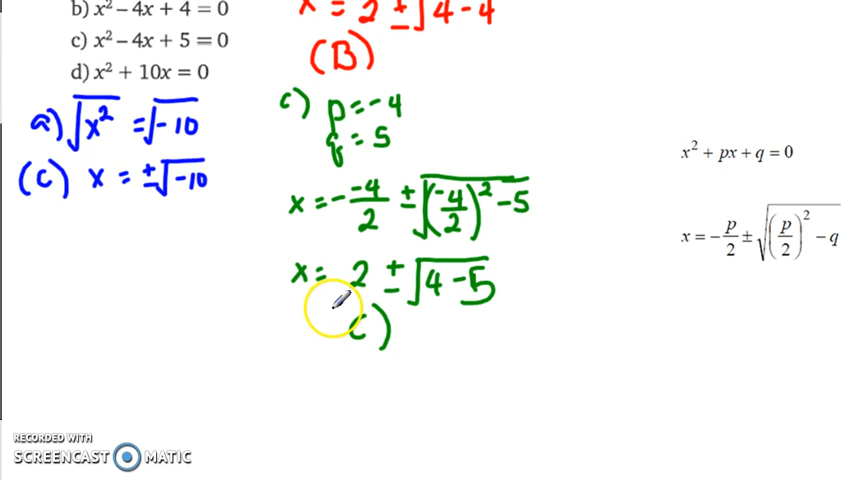 b) x² – 4x + 4 = 0
c) x² – 4x + 5 = 0
d) x² + 10x = 0
x = 2 ± √4 - 4
(B)
a) √x² = √-10
(C) x = ± √-10
c) p = -4
q = 5
x = - -4/2 ± √(-4/2)² - 5
x = 2 ± √4 - 5
C)
x² + px + q = 0
x = - p/2 ± √(p/2)² - q
RECORDED WITH
SCREENCAST MATIC